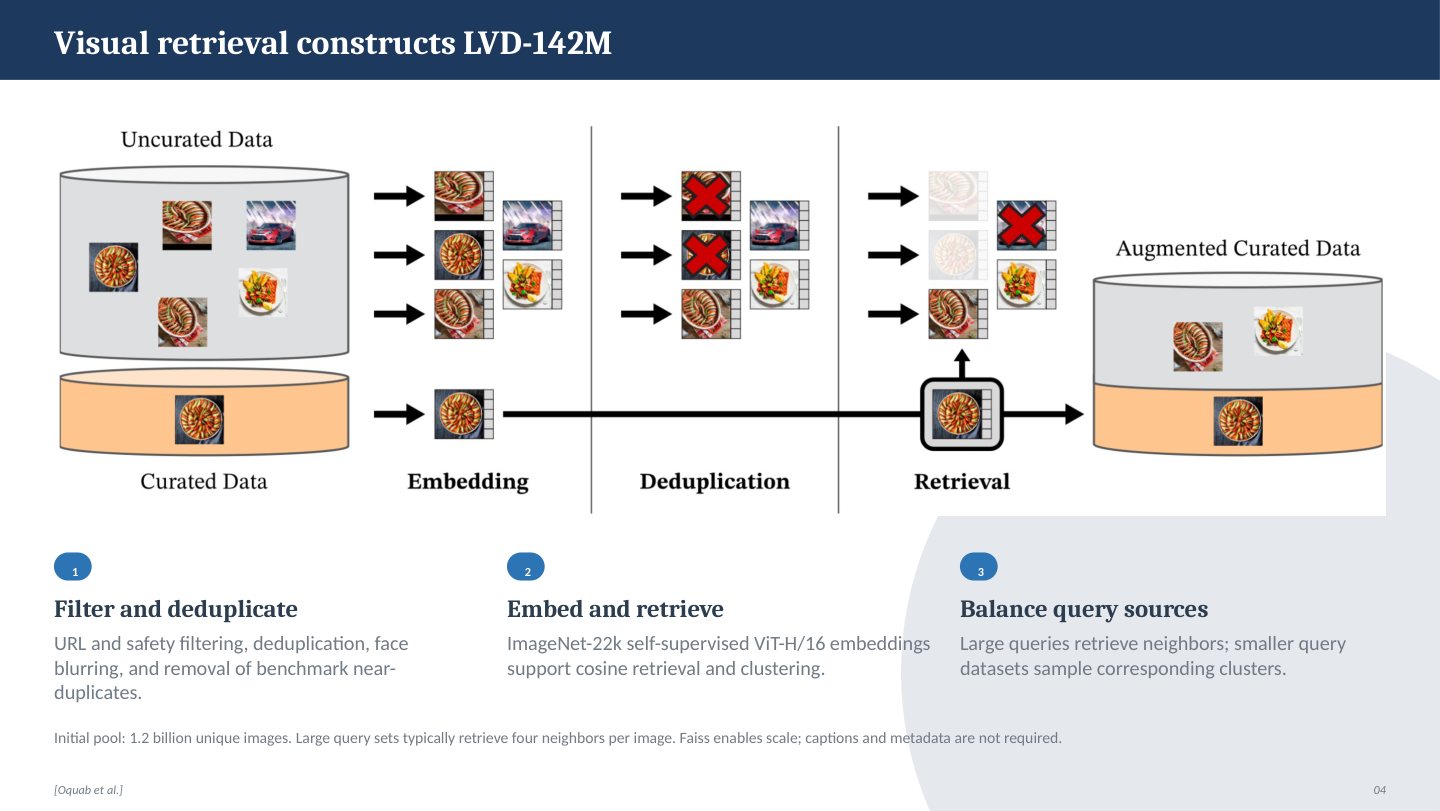 Visual retrieval constructs LVD-142M
Uncurated Data
Augmented Curated Data
Curated Data
Embedding
Deduplication
Retrieval
1
Filter and deduplicate
URL and safety filtering, deduplication, face
blurring, and removal of benchmark near-
duplicates.
2
Embed and retrieve
ImageNet-22k self-supervised ViT-H/16 embeddings
support cosine retrieval and clustering.
3
Balance query sources
Large queries retrieve neighbors; smaller query
datasets sample corresponding clusters.
Initial pool: 1.2 billion unique images. Large query sets typically retrieve four neighbors per image. Faiss enables scale; captions and metadata are not required.
[Oquab et al.]
04